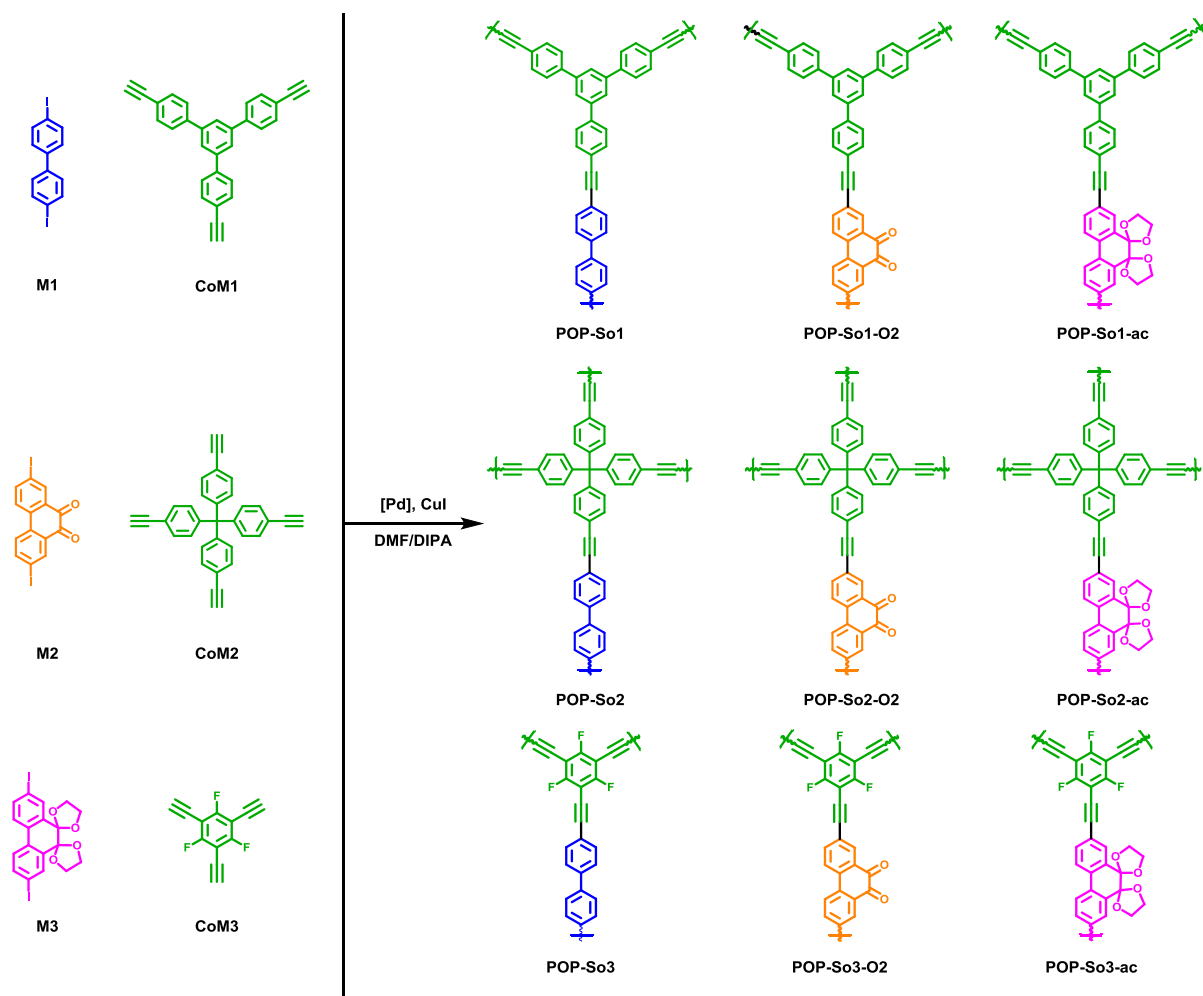 I
I
M1
CoM1
POP-So1
O
O
POP-So1-O2
O
O
O
O
POP-So1-ac
I
O
O
I
M2
CoM2
[Pd], CuI
DMF/DIPA
POP-So2
O
O
POP-So2-O2
O
O
O
O
POP-So2-ac
I
O
O
O
O
I
M3
F
F
F
CoM3
F
F
F
POP-So3
F
F
F
O
O
POP-So3-O2
F
F
F
O
O
O
O
POP-So3-ac